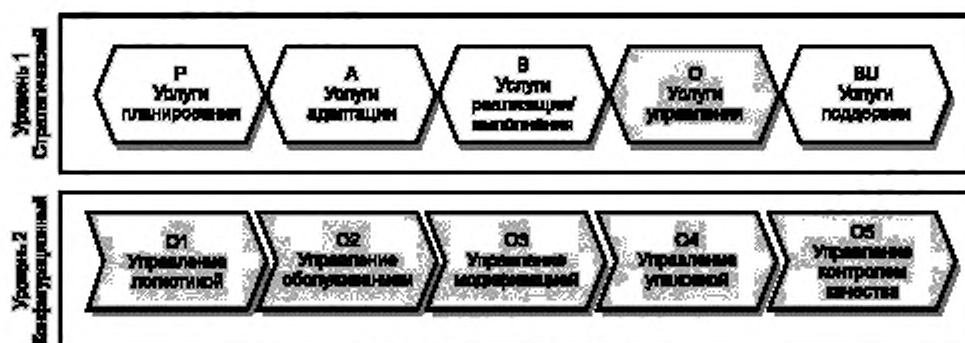 Уровень 1
Стратегический
P
Услуги
планирования
A
Услуги
адаптации
B
Услуги
реализации/
выполнения
O
Услуги
управления
BU
Услуги
поддержки
Уровень 2
Конфигурационный
O1
Управление
логистикой
O2
Управление
O3
Управление
модернизацией
O4
Управление
упаковкой
O5
Управление
контролем
качества